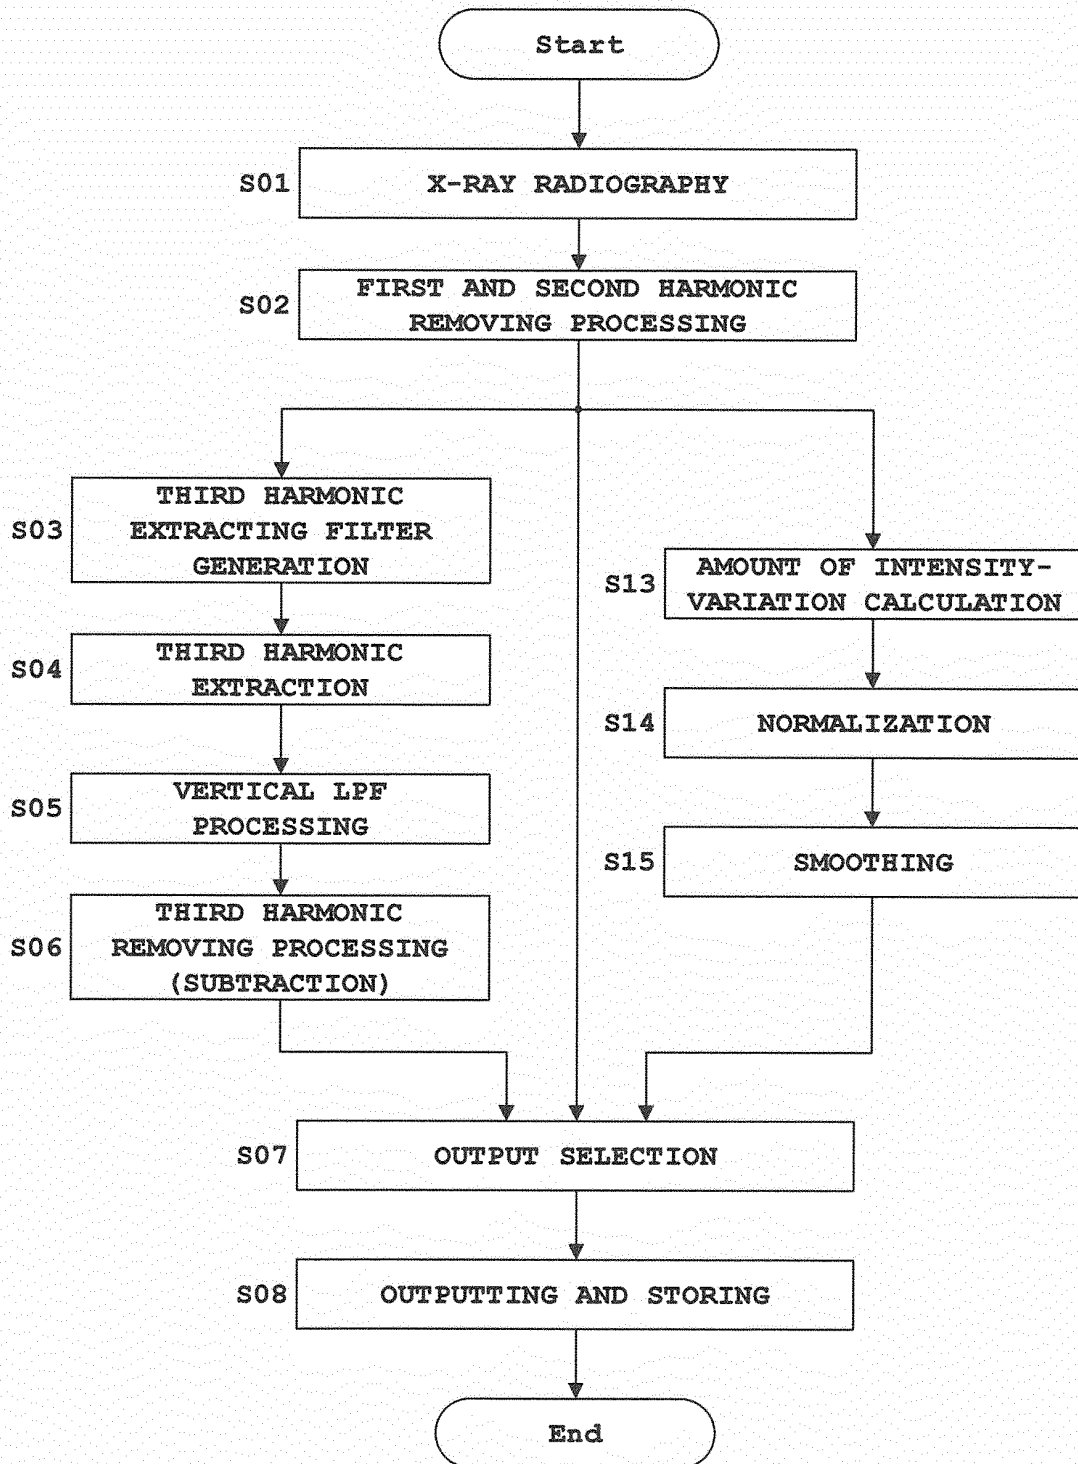 Start
S01
X-RAY RADIOGRAPHY
S02
FIRST AND SECOND HARMONIC
REMOVING PROCESSING
S03
THIRD HARMONIC
EXTRACTING FILTER
GENERATION
S04
THIRD HARMONIC
EXTRACTION
S05
VERTICAL LPF
PROCESSING
S06
THIRD HARMONIC
REMOVING PROCESSING
(SUBTRACTION)
S13
AMOUNT OF INTENSITY-
VARIATION CALCULATION
S14
NORMALIZATION
S15
SMOOTHING
S07
OUTPUT SELECTION
S08
OUTPUTTING AND STORING
End